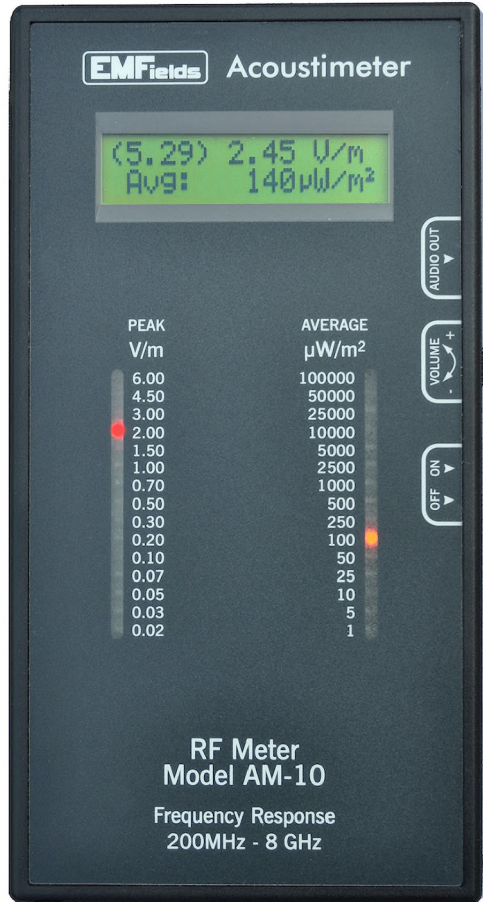 EMFields Acoustimeter
(5.29) 2.45 V/m
Avg: 140µW/m²
AUDIO OUT
VOLUME
- +
OFF ON
PEAK
V/m
6.00
4.50
3.00
2.00
1.50
1.00
0.70
0.50
0.30
0.20
0.10
0.07
0.05
0.03
0.02
AVERAGE
µW/m²
100000
50000
25000
10000
5000
2500
1000
500
250
100
50
25
10
5
1
RF Meter
Model AM-10
Frequency Response
200MHz - 8 GHz